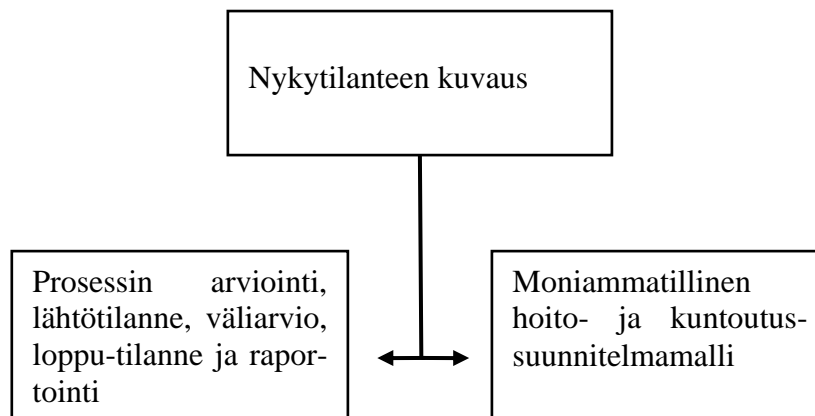 Nykytilanteen kuvaus
Prosessin arviointi,
lähtötilanne, väliarvio,
loppu-tilanne ja rapor-
tointi
Moniammatillinen
hoito- ja kuntoutus-
suunnitelmamalli